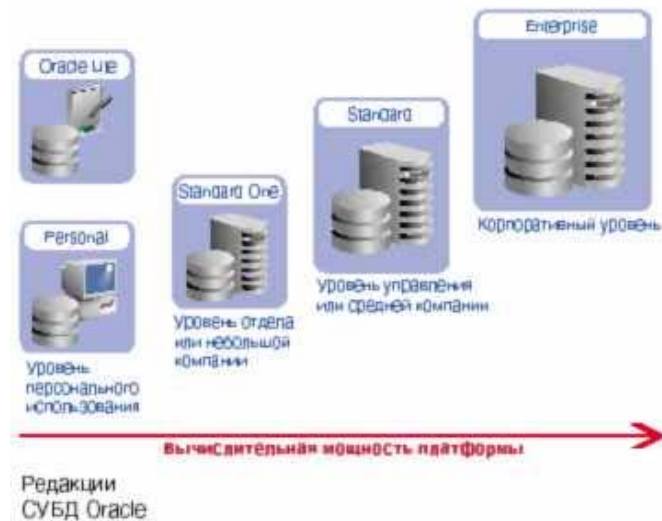 Oracle Lite
Personal
Уровень
персонального
использования
Standard One
Уровень отдела
или небольшой
компании
Standard
Уровень управления
или средней компании
Enterprise
Корпоративный уровень
Вычислительная мощность платформы
Редакции
СУБД Oracle